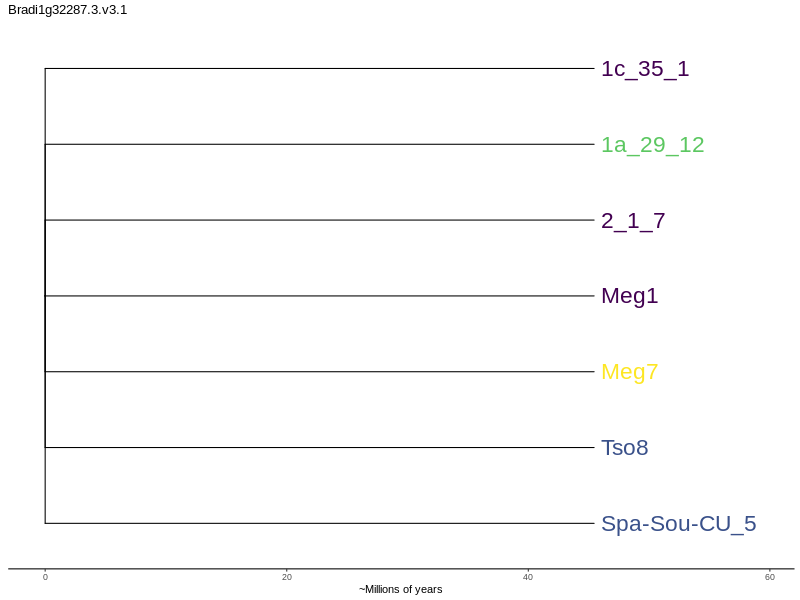 Bradi1g32287.3.v3.1
1c_35_1
1a_29_12
2_1_7
Meg1
Meg7
Tso8
Spa-Sou-CU_5
0 20 40 60
~Millions of years